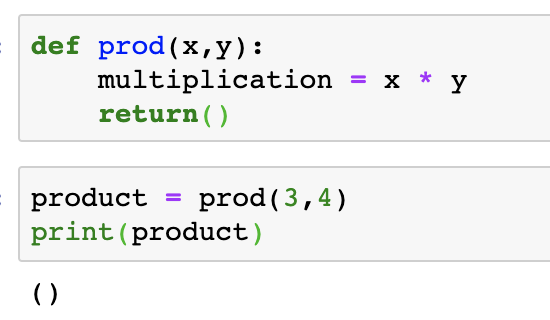 def prod(x,y):
    multiplication = x * y
    return()
product = prod(3,4)
print(product)
()